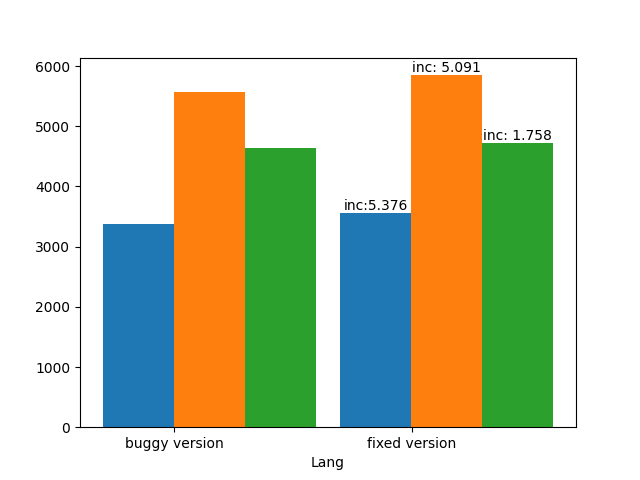 6000
5000
4000
3000
2000
1000
0
inc: 5.091
inc: 1.758
inc:5.376
buggy version
fixed version
Lang